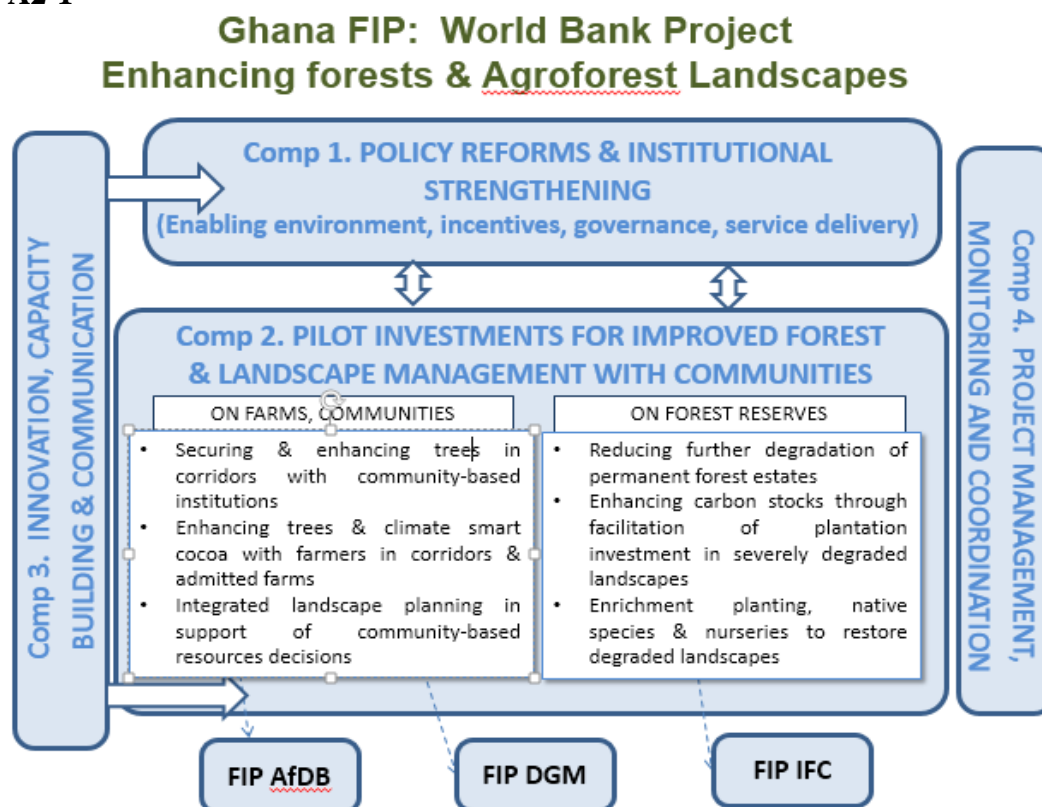 Ghana FIP: World Bank Project
Enhancing forests & Agroforest Landscapes
Comp 1. POLICY REFORMS & INSTITUTIONAL
STRENGTHENING
(Enabling environment, incentives, governance, service delivery)
Comp 2. PILOT INVESTMENTS FOR IMPROVED FOREST
& LANDSCAPE MANAGEMENT WITH COMMUNITIES
ON FARMS, COMMUNITIES
• Securing & enhancing trees in
corridors with community-based
institutions
• Enhancing trees & climate smart
cocoa with farmers in corridors &
admitted farms
• Integrated landscape planning in
support of community-based
resources decisions
ON FOREST RESERVES
• Reducing further degradation of
permanent forest estates
• Enhancing carbon stocks through
facilitation of plantation
investment in severely degraded
landscapes
• Enrichment planting, native
species & nurseries to restore
degraded landscapes
Comp 3. INNOVATION, CAPACITY
BUILDING & COMMUNICATION
Comp 4. PROJECT MANAGEMENT,
MONITORING AND COORDINATION
FIP AfDB
FIP DGM
FIP IFC